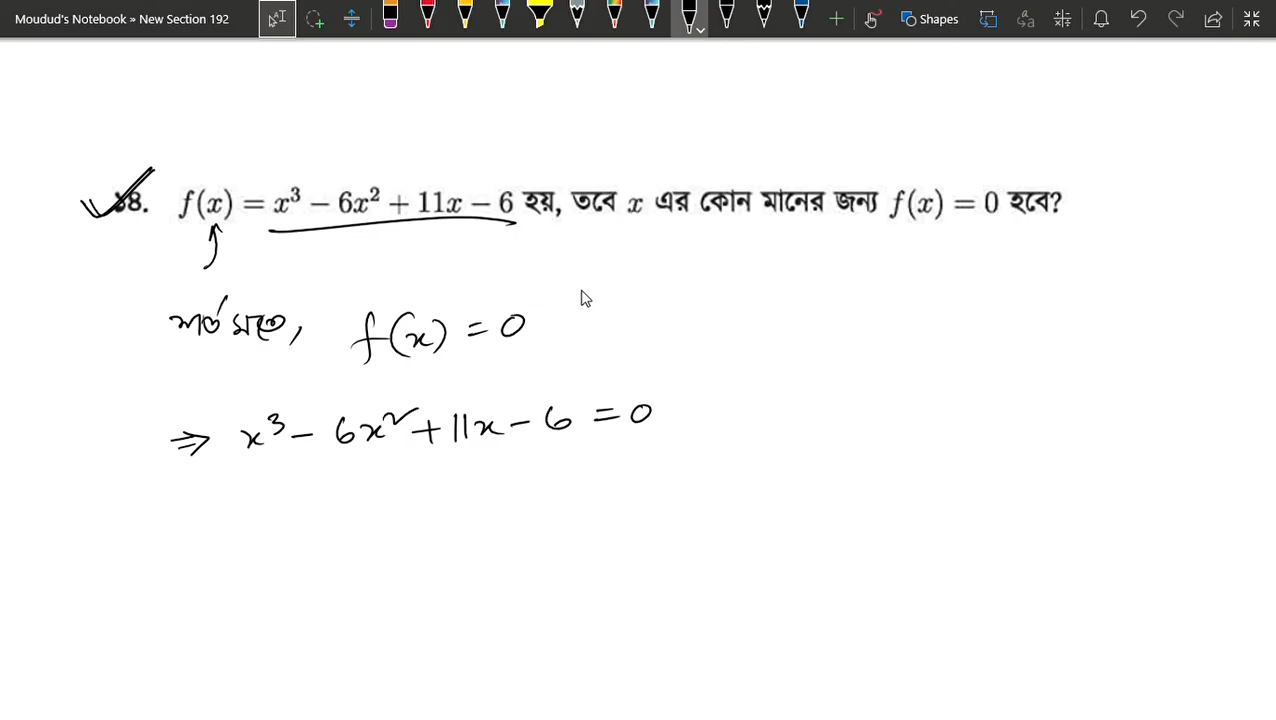 Moudud's Notebook » New Section 192
Shapes
8. f(x) = x³ − 6x² + 11x − 6 হয়, তবে x এর কোন মানের জন্য f(x) = 0 হবে?
শর্তমতে, f(x) = 0
⇒ x³ − 6x² + 11x − 6 = 0